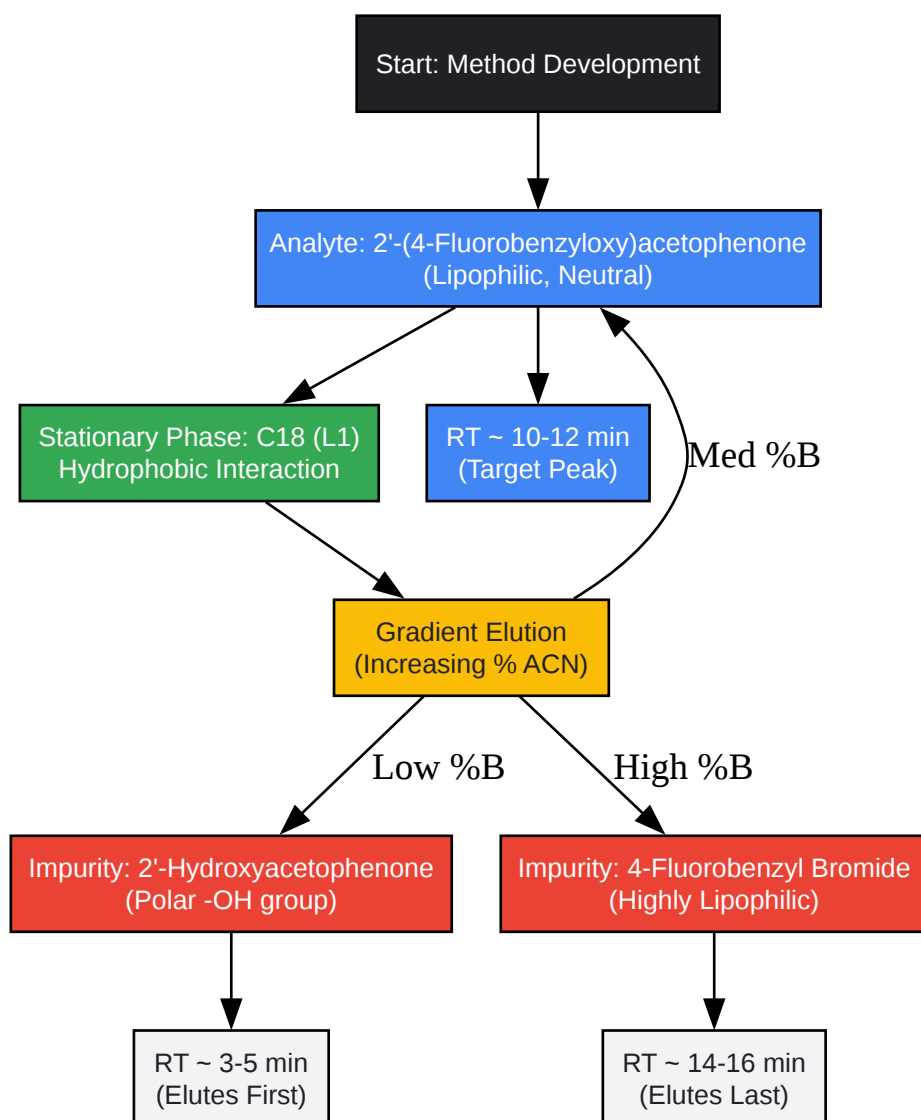 Start: Method Development
Analyte: 2'-(4-Fluorobenzyloxy)acetophenone
(Lipophilic, Neutral)
Stationary Phase: C18 (L1)
Hydrophobic Interaction
RT ~ 10-12 min
(Target Peak)
Med %B
Gradient Elution
(Increasing % ACN)
Low %B
High %B
Impurity: 2'-Hydroxyacetophenone
(Polar -OH group)
Impurity: 4-Fluorobenzyl Bromide
(Highly Lipophilic)
RT ~ 3-5 min
(Elutes First)
RT ~ 14-16 min
(Elutes Last)